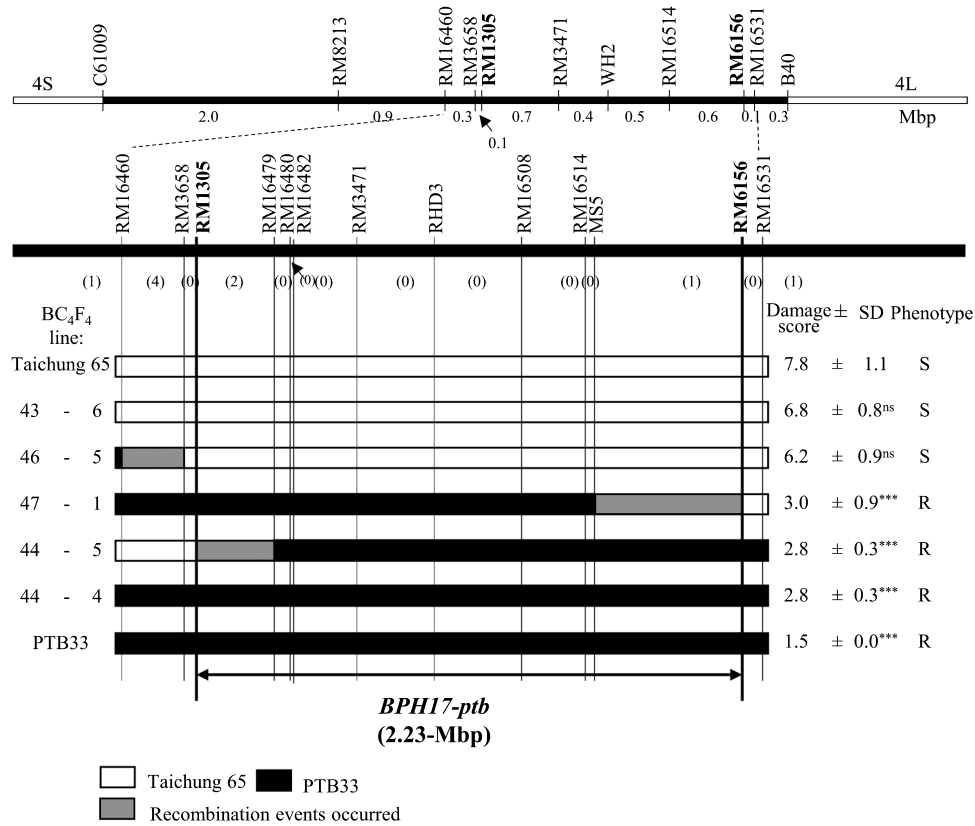 C61009 RM8213 RM16460 RM3658 RM1305 RM3471 WH2 RM16514 RM6156 RM16531 B40
4S 4L
2.0 0.9 0.3 0.7 0.4 0.5 0.6 0.1 0.3 Mbp
0.1
RM16460 RM3658 RM1305 RM16479 RM16480 RM16482 RM3471 RHD3 RM16508 RM16514 MS5 RM6156 RM16531
(1) (4) (0) (2) (0) (0) (0) (0) (0) (0) (0) (1) (0) (1)
BC4F4 line:
Damage score ± SD Phenotype
Taichung 65 7.8 ± 1.1 S
43 - 6 6.8 ± 0.8ns S
46 - 5 6.2 ± 0.9ns S
47 - 1 3.0 ± 0.9*** R
44 - 5 2.8 ± 0.3*** R
44 - 4 2.8 ± 0.3*** R
PTB33 1.5 ± 0.0*** R
BPH17-ptb
(2.23-Mbp)
Taichung 65 PTB33
Recombination events occurred